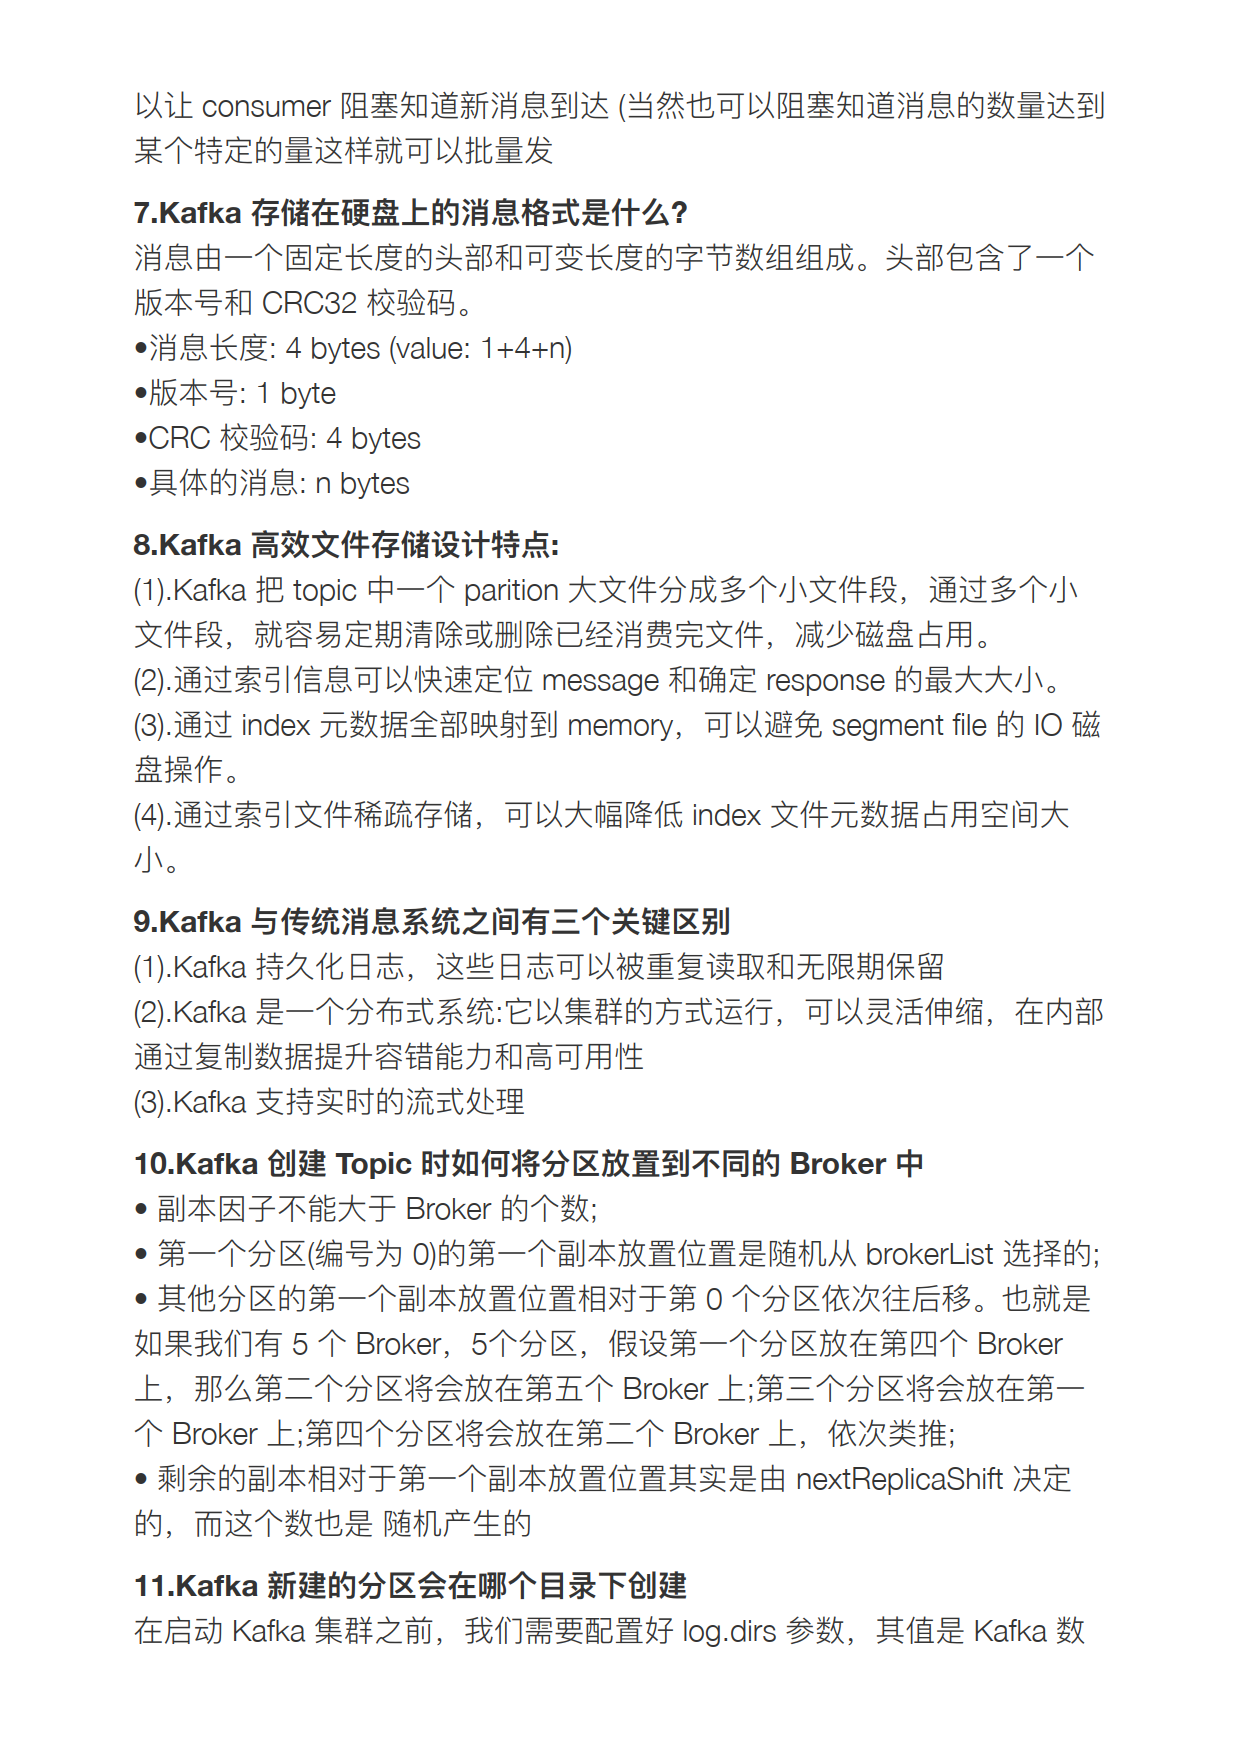 以让 consumer 阻塞知道新消息到达 (当然也可以阻塞知道消息的数量达到
某个特定的量这样就可以批量发
7.Kafka 存储在硬盘上的消息格式是什么?
消息由一个固定长度的头部和可变长度的字节数组组成。头部包含了一个
版本号和 CRC32 校验码。
•消息长度: 4 bytes (value: 1+4+n)
•版本号: 1 byte
•CRC 校验码: 4 bytes
•具体的消息: n bytes
8.Kafka 高效文件存储设计特点:
(1).Kafka 把 topic 中一个 parition 大文件分成多个小文件段，通过多个小
文件段，就容易定期清除或删除已经消费完文件，减少磁盘占用。
(2).通过索引信息可以快速定位 message 和确定 response 的最大大小。
(3).通过 index 元数据全部映射到 memory，可以避免 segment file 的 IO 磁
盘操作。
(4).通过索引文件稀疏存储，可以大幅降低 index 文件元数据占用空间大
小。
9.Kafka 与传统消息系统之间有三个关键区别
(1).Kafka 持久化日志，这些日志可以被重复读取和无限期保留
(2).Kafka 是一个分布式系统:它以集群的方式运行，可以灵活伸缩，在内部
通过复制数据提升容错能力和高可用性
(3).Kafka 支持实时的流式处理
10.Kafka 创建 Topic 时如何将分区放置到不同的 Broker 中
• 副本因子不能大于 Broker 的个数;
• 第一个分区(编号为 0)的第一个副本放置位置是随机从 brokerList 选择的;
• 其他分区的第一个副本放置位置相对于第 0 个分区依次往后移。也就是
如果我们有 5 个 Broker，5个分区，假设第一个分区放在第四个 Broker
上，那么第二个分区将会放在第五个 Broker 上;第三个分区将会放在第一
个 Broker 上;第四个分区将会放在第二个 Broker 上，依次类推;
• 剩余的副本相对于第一个副本放置位置其实是由 nextReplicaShift 决定
的，而这个数也是 随机产生的
11.Kafka 新建的分区会在哪个目录下创建
在启动 Kafka 集群之前，我们需要配置好 log.dirs 参数，其值是 Kafka 数